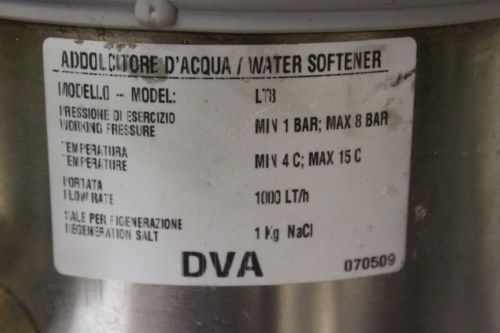 ADDOLCITORE D'ACQUA / WATER SOFTENER
MODELLO - MODEL: LT8
PRESSIONE DI ESERCIZIO
WORKING PRESSURE MIN 1 BAR; MAX 8 BAR
TEMPERATURA
TEMPERATURE MIN 4 C; MAX 15 C
PORTATA
FLOW RATE 1000 LT/h
SALE PER RIGENERAZIONE
REGENERATION SALT 1 Kg NaCl
DVA 070509